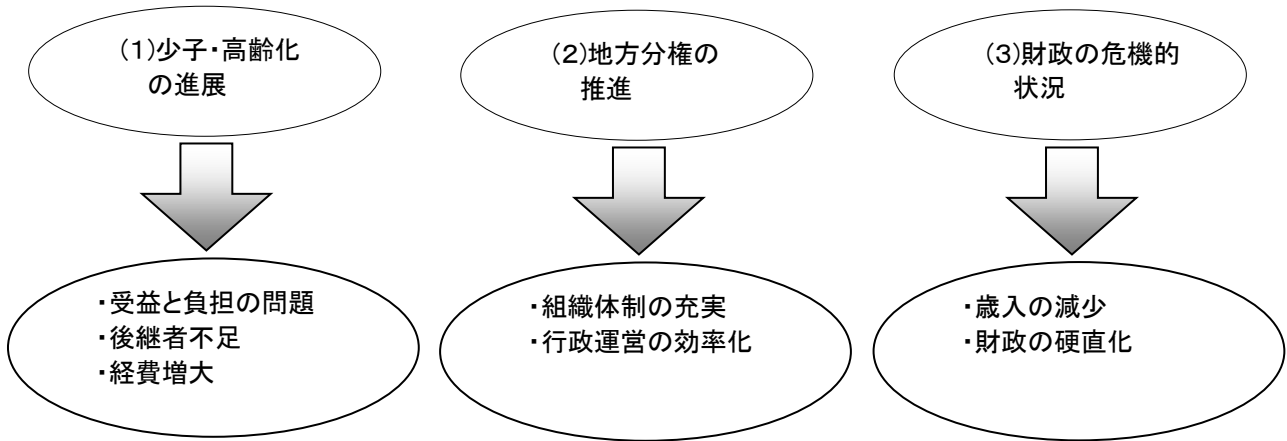 (1)少子・高齢化
の進展
(2)地方分権の
推進
(3)財政の危機的
状況
・受益と負担の問題
・後継者不足
・経費増大
・組織体制の充実
・行政運営の効率化
・歳入の減少
・財政の硬直化